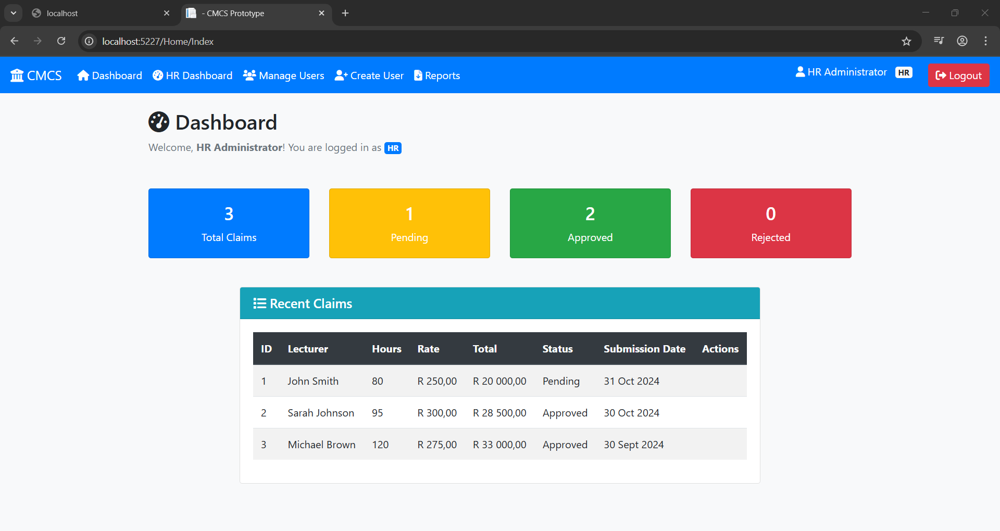 localhost
- CMCS Prototype
localhost:5227/Home/Index
CMCS Dashboard HR Dashboard Manage Users Create User Reports HR Administrator HR Logout
Dashboard
Welcome, HR Administrator! You are logged in as HR
3 1 2 0
Total Claims Pending Approved Rejected
Recent Claims
ID Lecturer Hours Rate Total Status Submission Date Actions
1 John Smith 80 R 250,00 R 20 000,00 Pending 31 Oct 2024
2 Sarah Johnson 95 R 300,00 R 28 500,00 Approved 30 Oct 2024
3 Michael Brown 120 R 275,00 R 33 000,00 Approved 30 Sept 2024